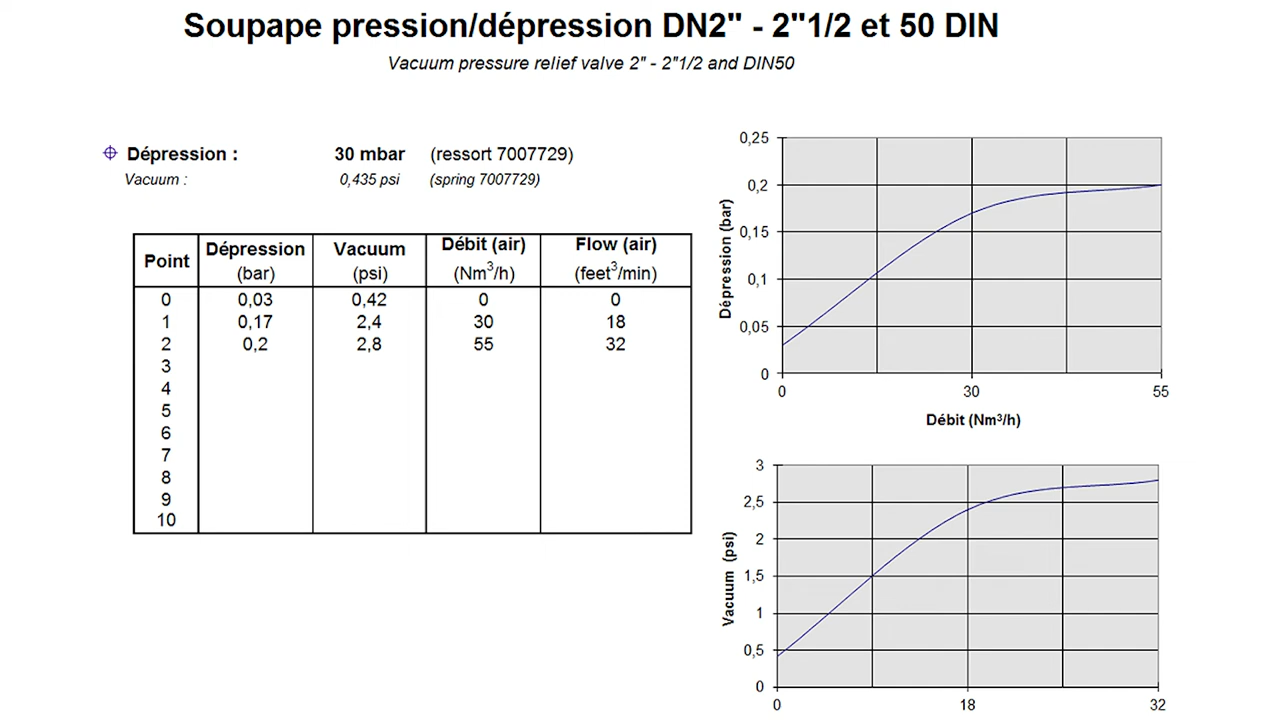 Soupape pression/dépression DN2" - 2"1/2 et 50 DIN
Vacuum pressure relief valve 2" - 2"1/2 and DIN50
Dépression : 30 mbar (ressort 7007729)
Vacuum : 0,435 psi (spring 7007729)
Point Dépression (bar) Vacuum (psi) Débit (air) (Nm³/h) Flow (air) (feet³/min)
0 0,03 0,42 0 0
1 0,17 2,4 30 18
2 0,2 2,8 55 32
3
4
5
6
7
8
9
10
0,25
0,2
0,15
0,1
0,05
0
Dépression (bar)
0 30 55
Débit (Nm³/h)
3
2,5
2
1,5
1
0,5
0
Vacuum (psi)
0 18 32